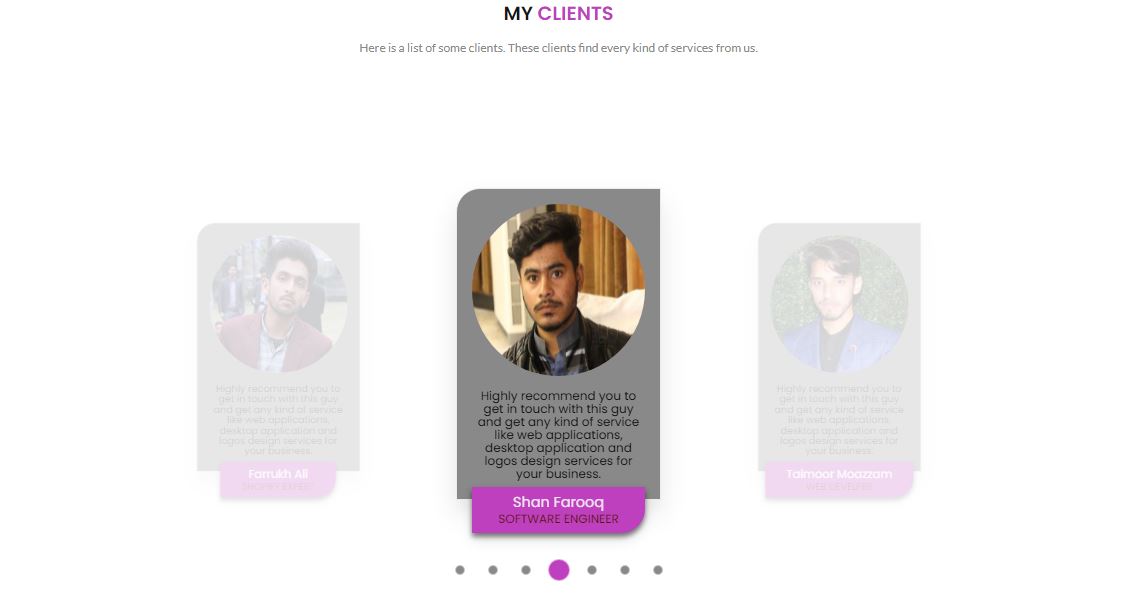 MY CLIENTS
Here is a list of some clients. These clients find every kind of services from us.
Highly recommend you to
get in touch with this guy
and get any kind of service
like web applications,
desktop application and
logos design services for
your business.
Farrukh Ali
SHOPIFY EXPERT
Highly recommend you to
get in touch with this guy
and get any kind of service
like web applications,
desktop application and
logos design services for
your business.
Shan Farooq
SOFTWARE ENGINEER
Highly recommend you to
get in touch with this guy
and get any kind of service
like web applications,
desktop application and
logos design services for
your business.
Taimoor Moazzam
WEB